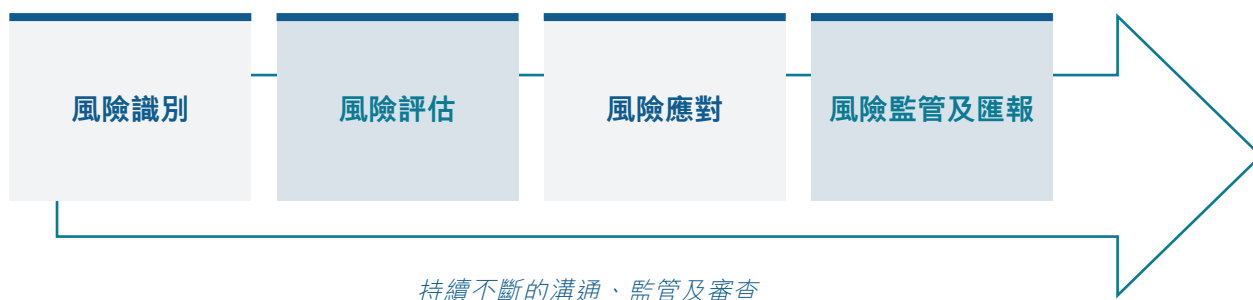 風險識別
風險評估
風險應對
風險監管及匯報
持續不斷的溝通、監管及審查